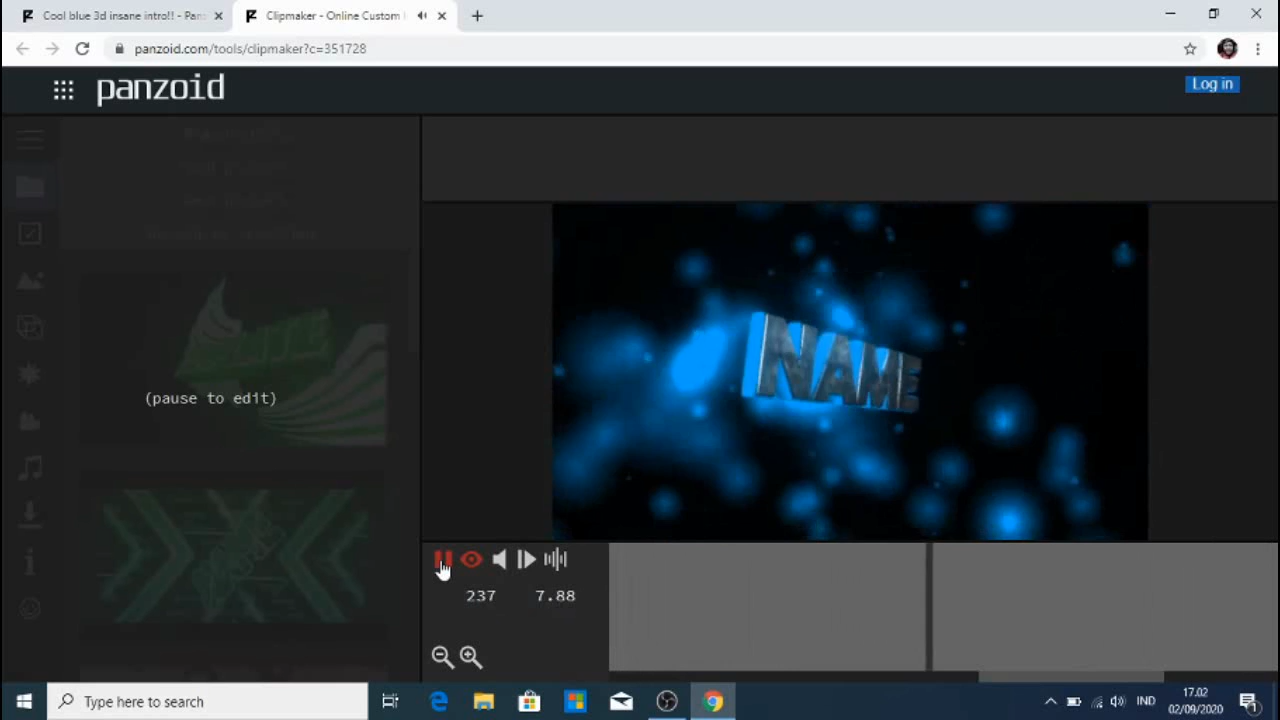 Cool blue 3d insane intro!! - Pan
Clipmaker - Online Custom
panzoid.com/tools/clipmaker?c=351728
panzoid
Log in
(pause to edit)
NAME
237 7.88
Type here to search
IND
17.02
02/09/2020
1